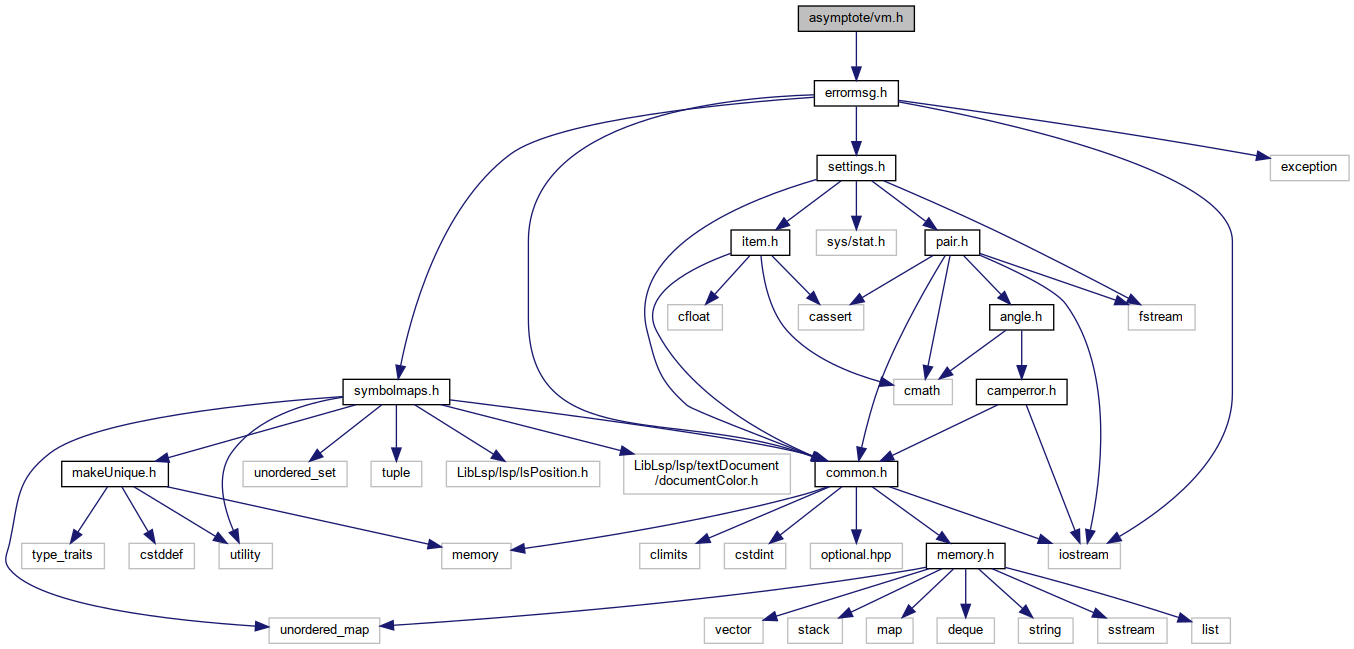 asymptote/vm.h
errormsg.h
settings.h
exception
item.h
sys/stat.h
pair.h
cfloat
cassert
angle.h
fstream
symbolmaps.h
cmath
camperror.h
makeUnique.h
unordered_set
tuple
LibLsp/lsp/lsPosition.h
LibLsp/lsp/textDocument
/documentColor.h
common.h
type_traits
cstddef
utility
memory
climits
cstdint
optional.hpp
memory.h
iostream
unordered_map
vector
stack
map
deque
string
sstream
list